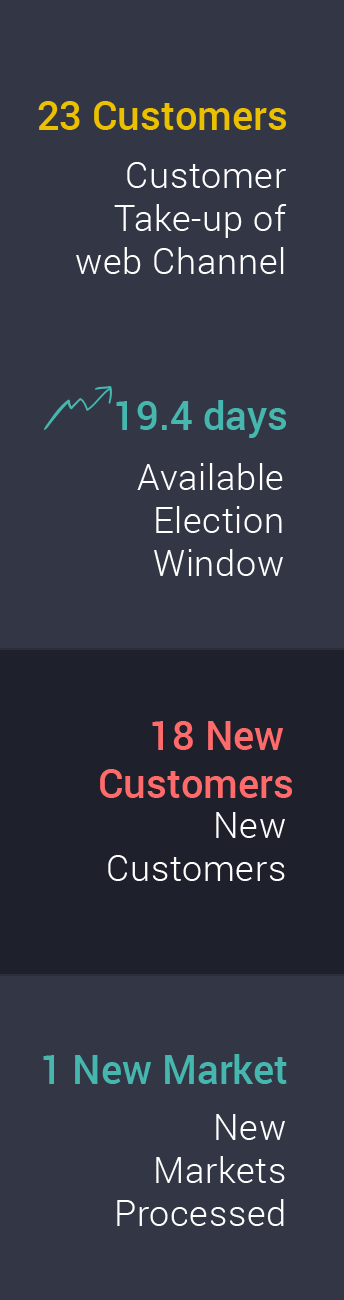 23 Customers
Customer
Take-up of
web Channel
19.4 days
Available
Election
Window
18 New
Customers
New
Customers
1 New Market
New
Markets
Processed